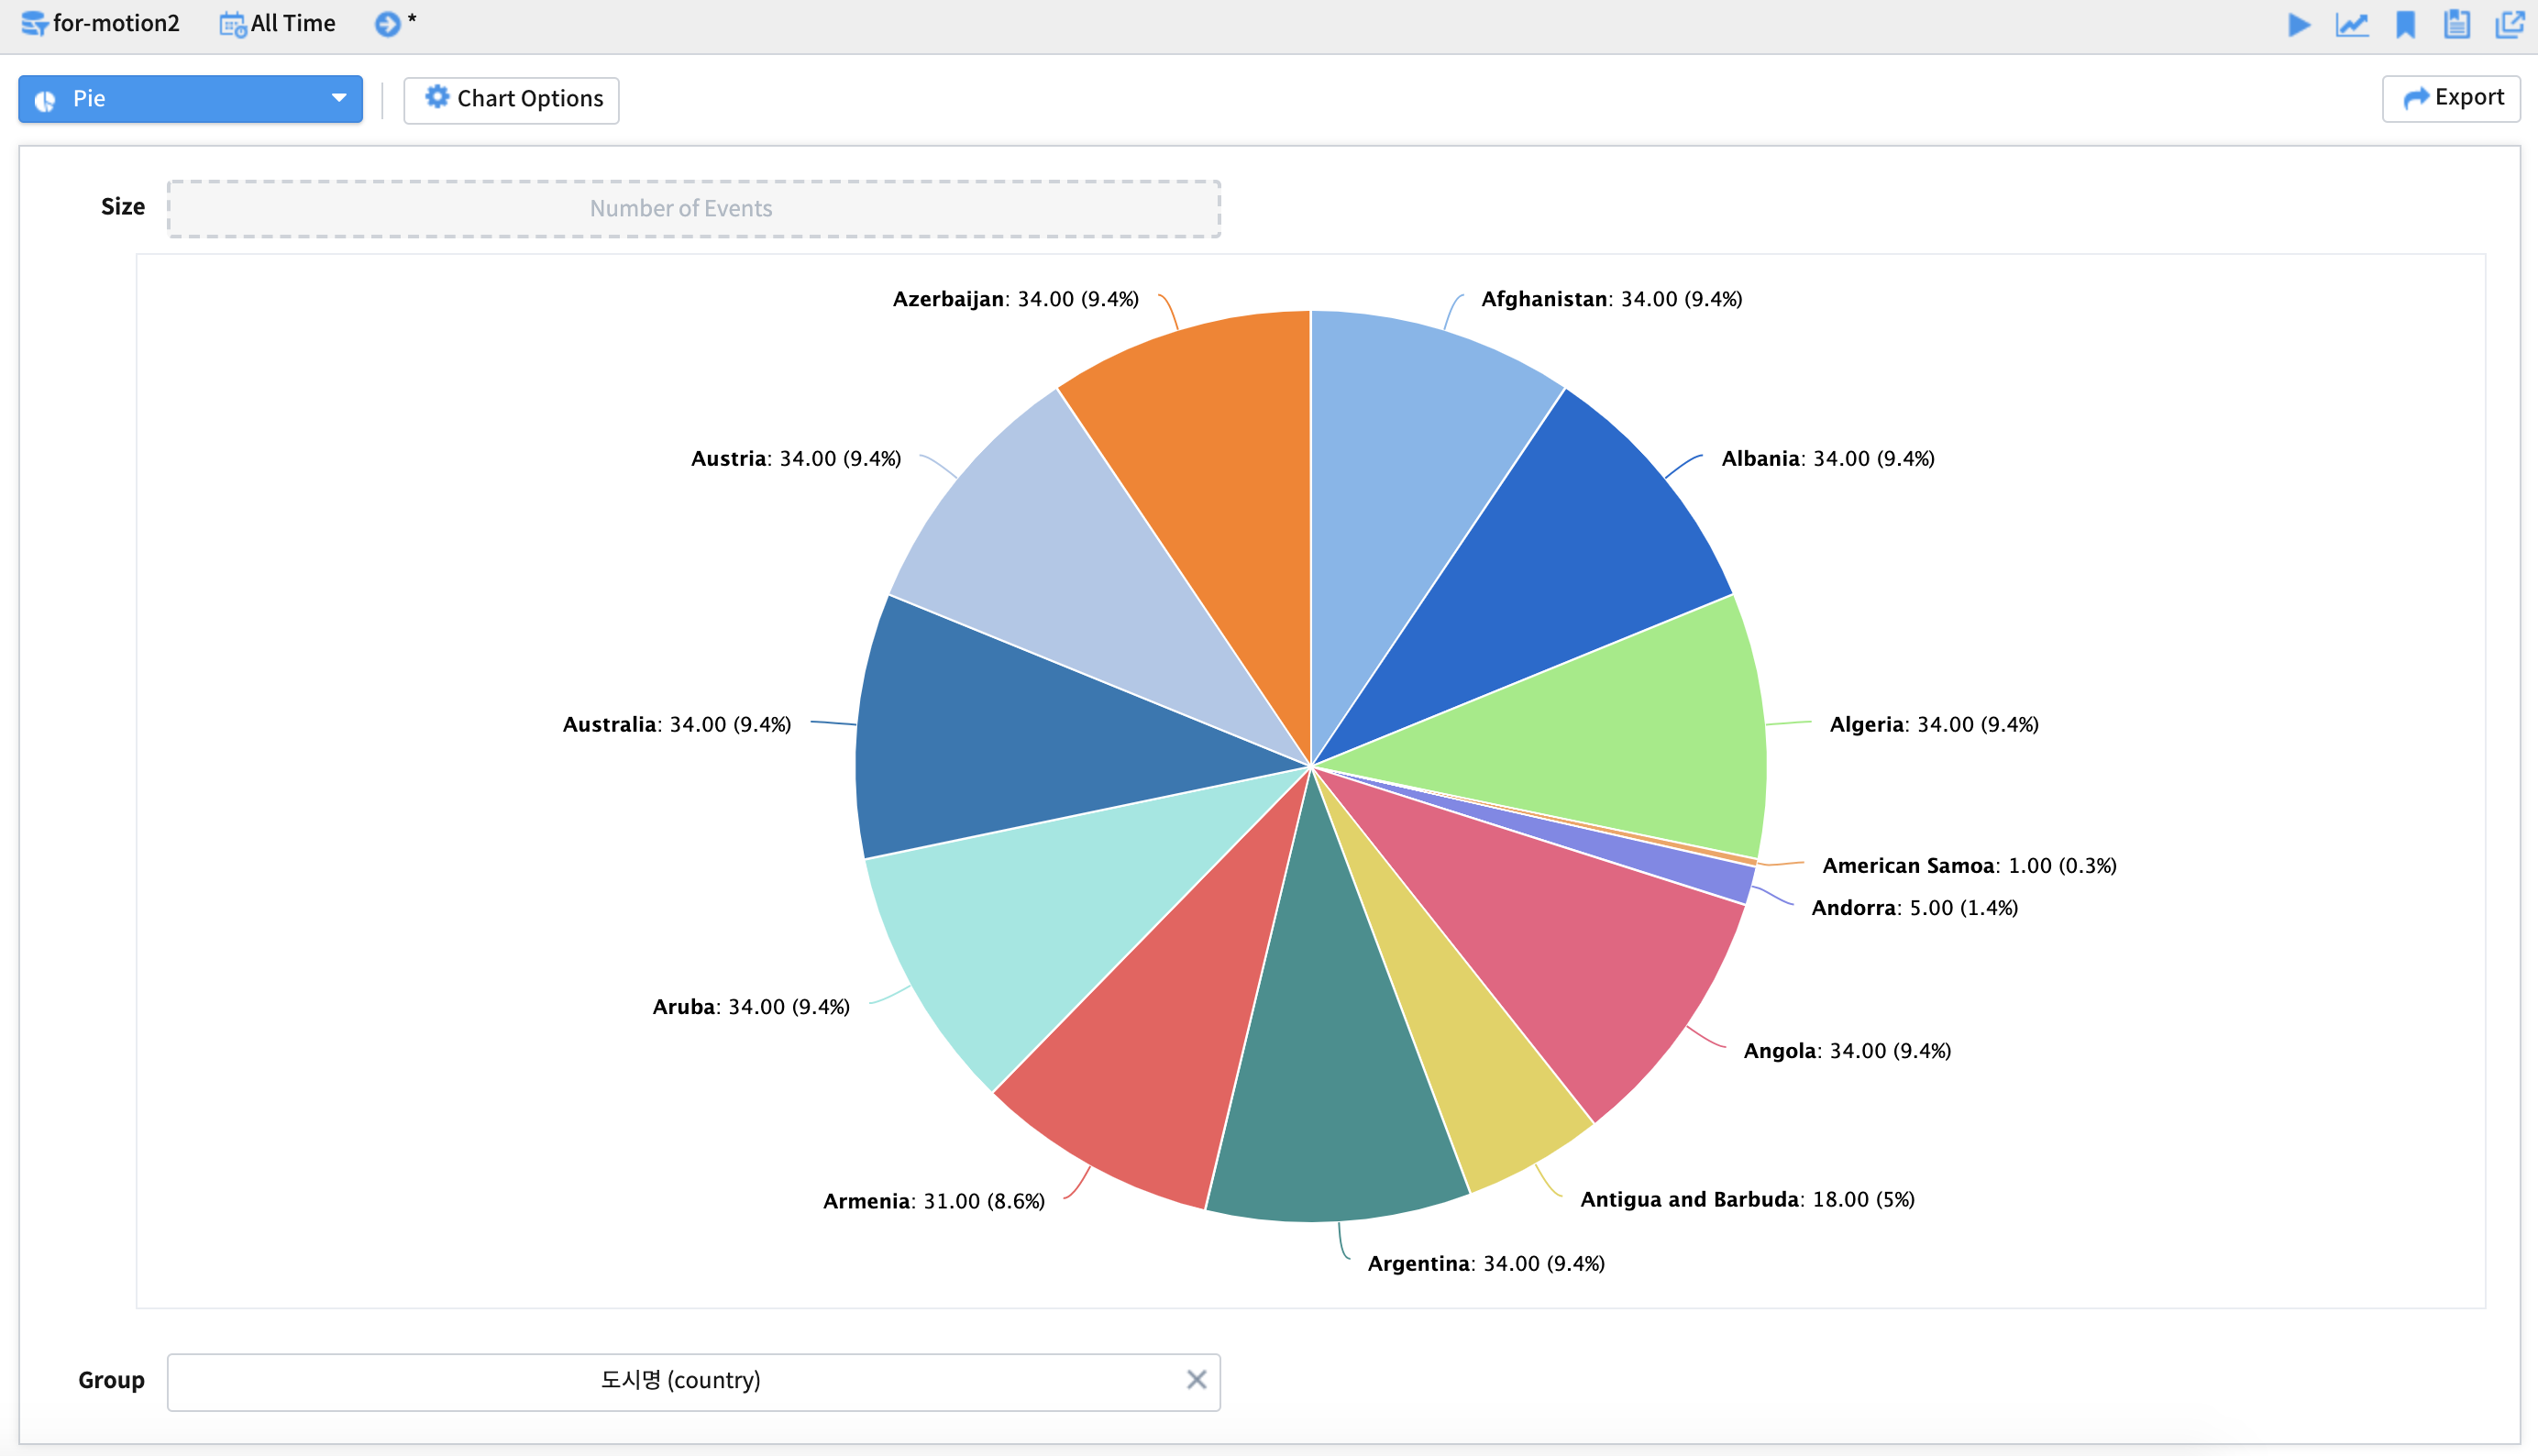 for-motion2 All Time *
Pie Chart Options Export
Size Number of Events
Azerbaijan: 34.00 (9.4%)
Afghanistan: 34.00 (9.4%)
Austria: 34.00 (9.4%)
Albania: 34.00 (9.4%)
Australia: 34.00 (9.4%)
Algeria: 34.00 (9.4%)
American Samoa: 1.00 (0.3%)
Andorra: 5.00 (1.4%)
Aruba: 34.00 (9.4%)
Angola: 34.00 (9.4%)
Armenia: 31.00 (8.6%)
Antigua and Barbuda: 18.00 (5%)
Argentina: 34.00 (9.4%)
Group 도시명 (country)